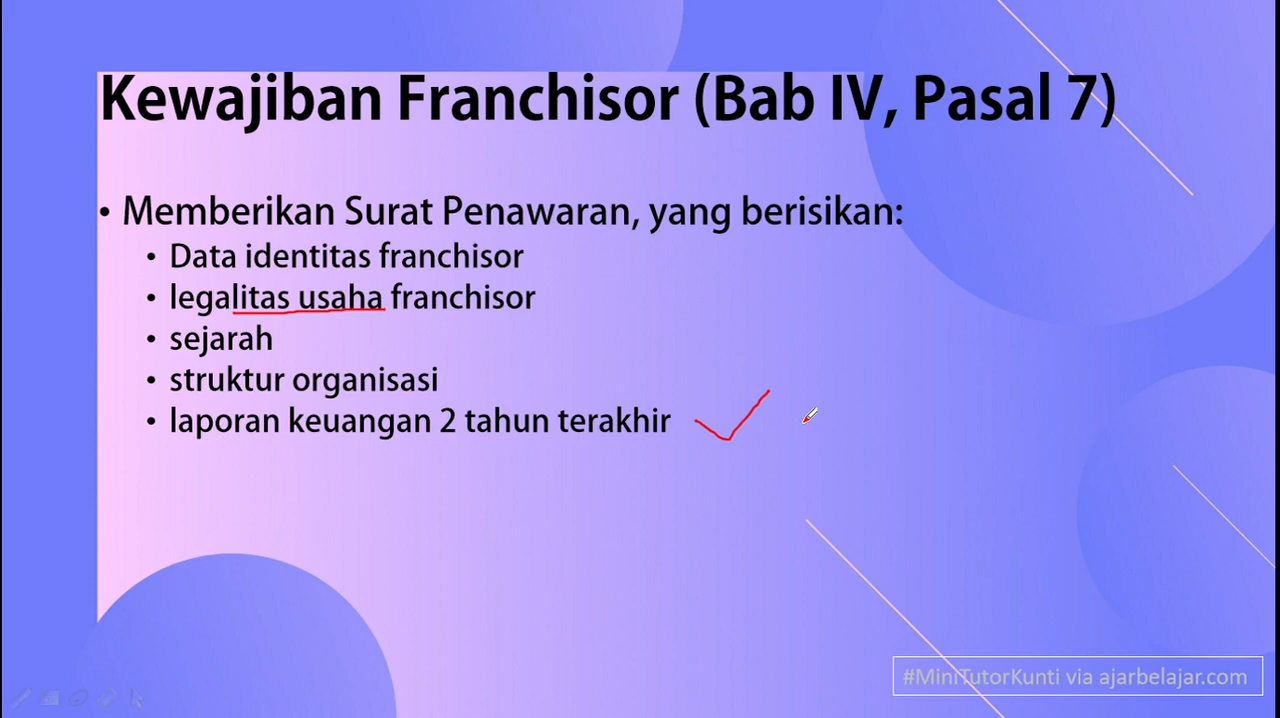 Kewajiban Franchisor (Bab IV, Pasal 7)
• Memberikan Surat Penawaran, yang berisikan:
• Data identitas franchisor
• legalitas usaha franchisor
• sejarah
• struktur organisasi
• laporan keuangan 2 tahun terakhir
#MiniTutorKunti via ajarbelajar.com